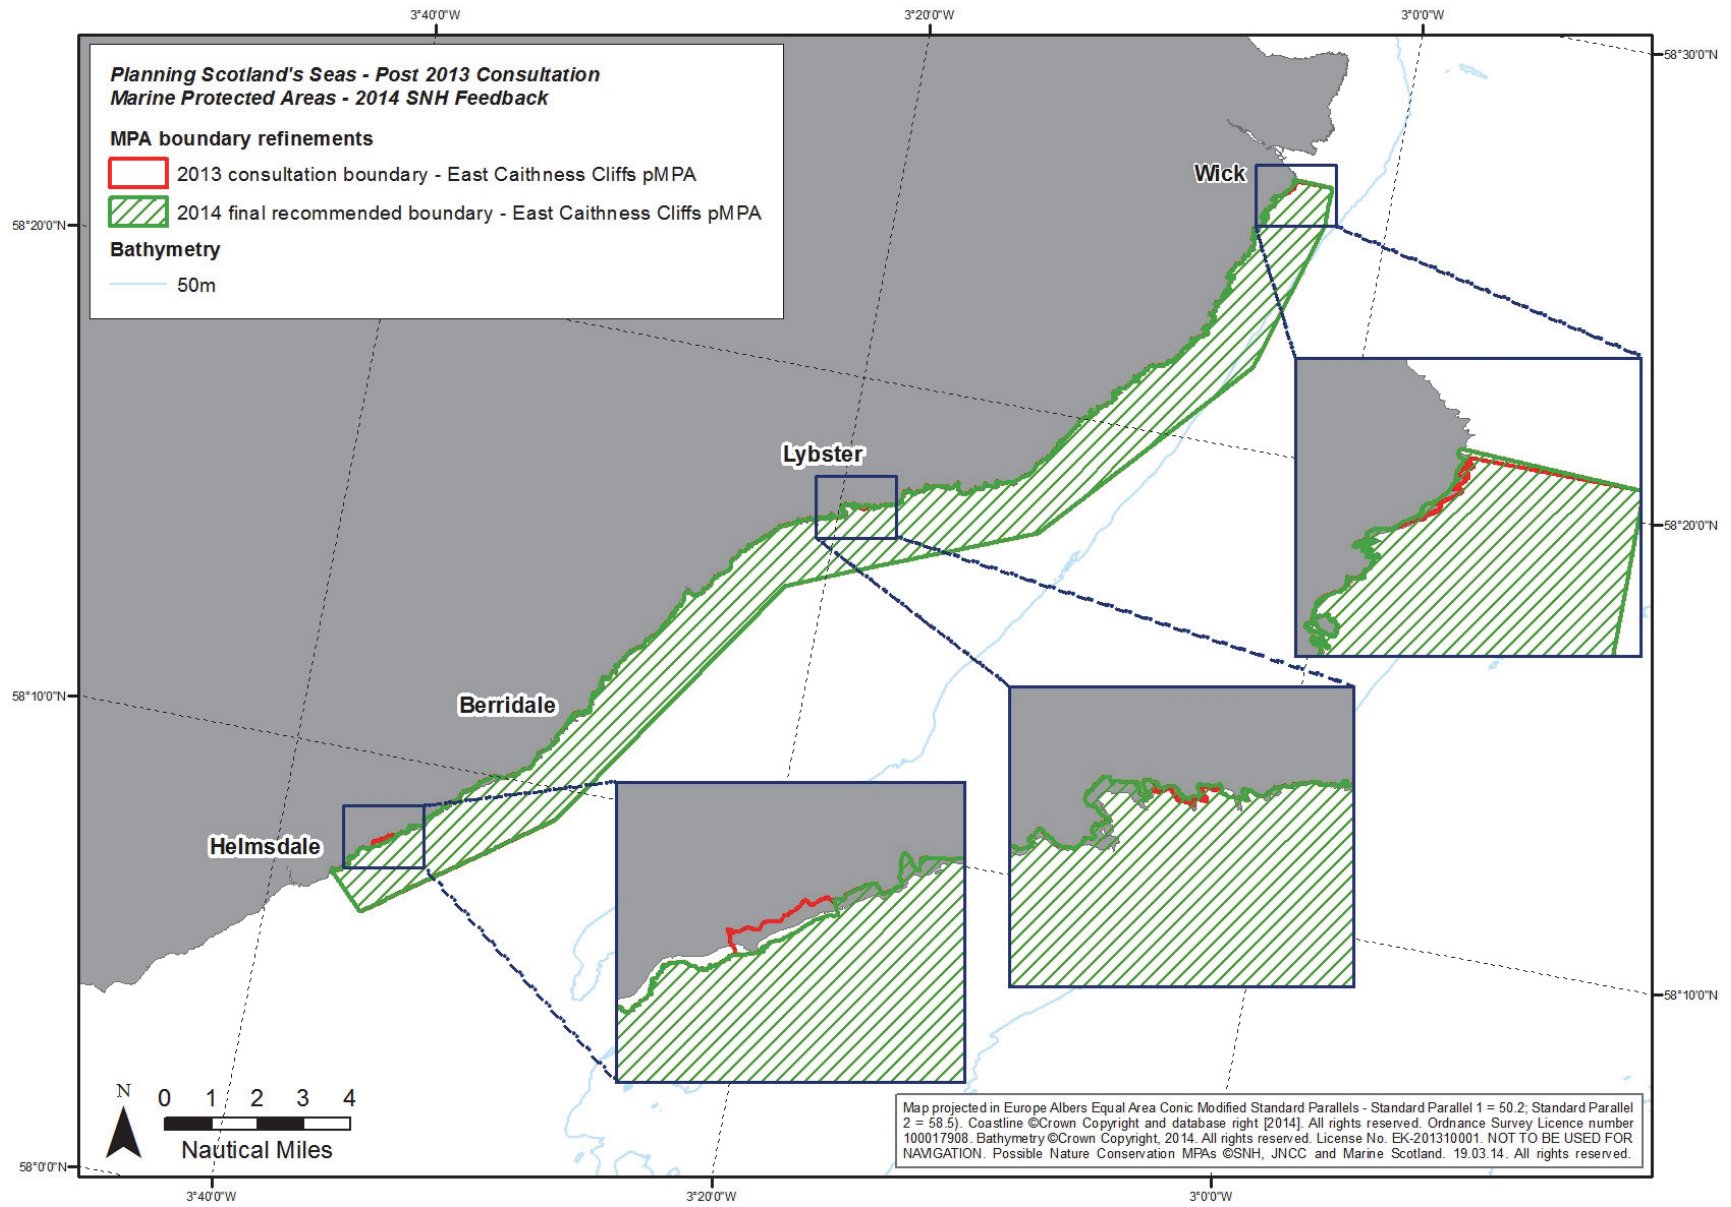 3°40'0"W
3°20'0"W
3°0'0"W
58°30'0"N
Planning Scotland's Seas - Post 2013 Consultation
Marine Protected Areas - 2014 SNH Feedback
MPA boundary refinements
2013 consultation boundary - East Caithness Cliffs pMPA
2014 final recommended boundary - East Caithness Cliffs pMPA
Bathymetry
50m
Wick
58°20'0"N
Lybster
58°20'0"N
58°10'0"N
Berridale
Helmsdale
58°10'0"N
N
0 1 2 3 4
Nautical Miles
Map projected in Europe Albers Equal Area Conic Modified Standard Parallels - Standard Parallel 1 = 50.2; Standard Parallel
2 = 58.5). Coastline ©Crown Copyright and database right [2014]. All rights reserved. Ordnance Survey Licence number
100017908. Bathymetry ©Crown Copyright, 2014. All rights reserved. License No. EK-201310001. NOT TO BE USED FOR
NAVIGATION. Possible Nature Conservation MPAs ©SNH, JNCC and Marine Scotland. 19.03.14. All rights reserved.
58°0'0"N
3°40'0"W
3°20'0"W
3°0'0"W